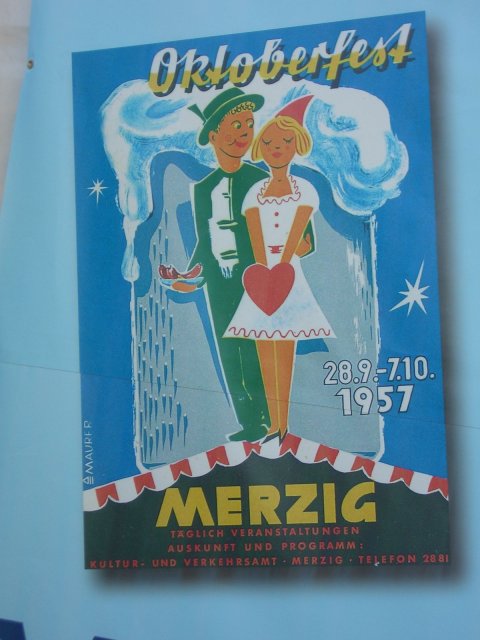 Oktoberfest
28.9.-7.10.
1957
MAURER
MERZIG
TÄGLICH VERANSTALTUNGEN
AUSKUNFT UND PROGRAMM:
KULTUR- UND VERKEHRSAMT · MERZIG · TELEFON 2881